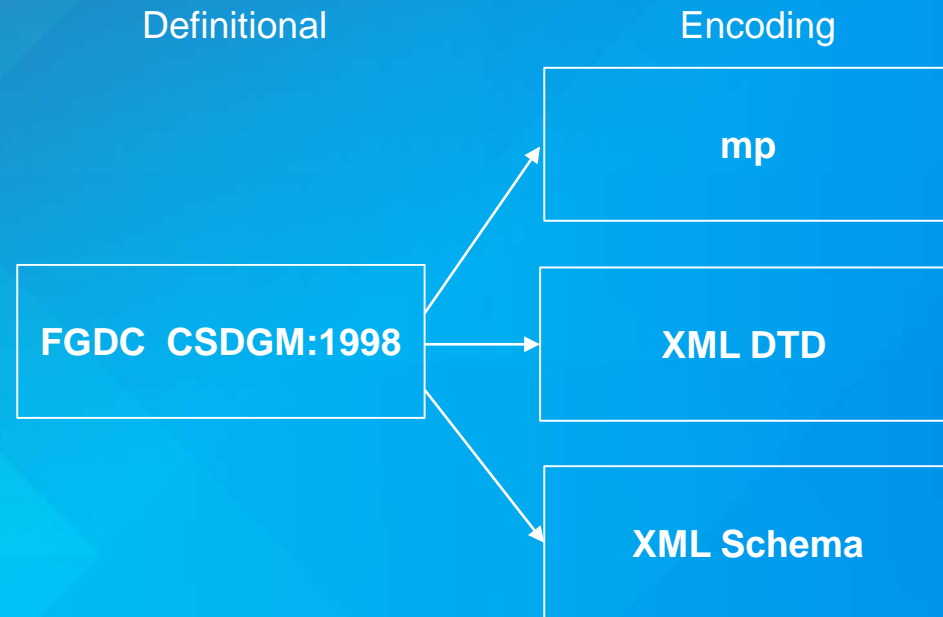 Definitional
Encoding
mp
FGDC CSDGM:1998
XML DTD
XML Schema